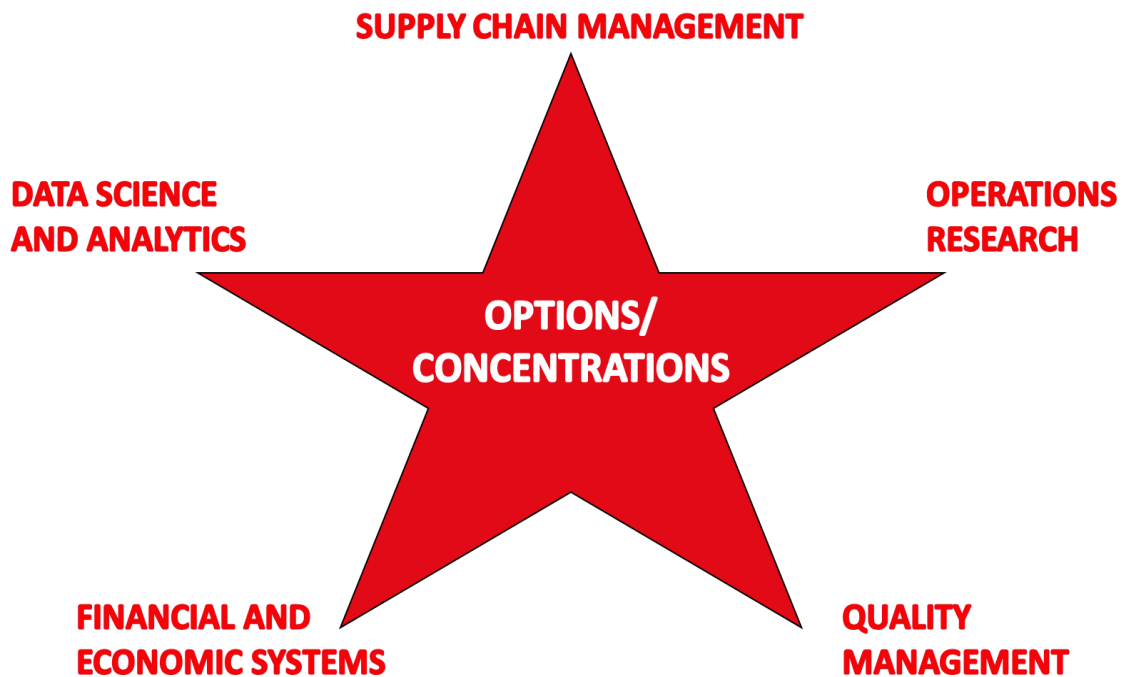 SUPPLY CHAIN MANAGEMENT
DATA SCIENCE
AND ANALYTICS
OPERATIONS
RESEARCH
OPTIONS/
CONCENTRATIONS
FINANCIAL AND
ECONOMIC SYSTEMS
QUALITY
MANAGEMENT